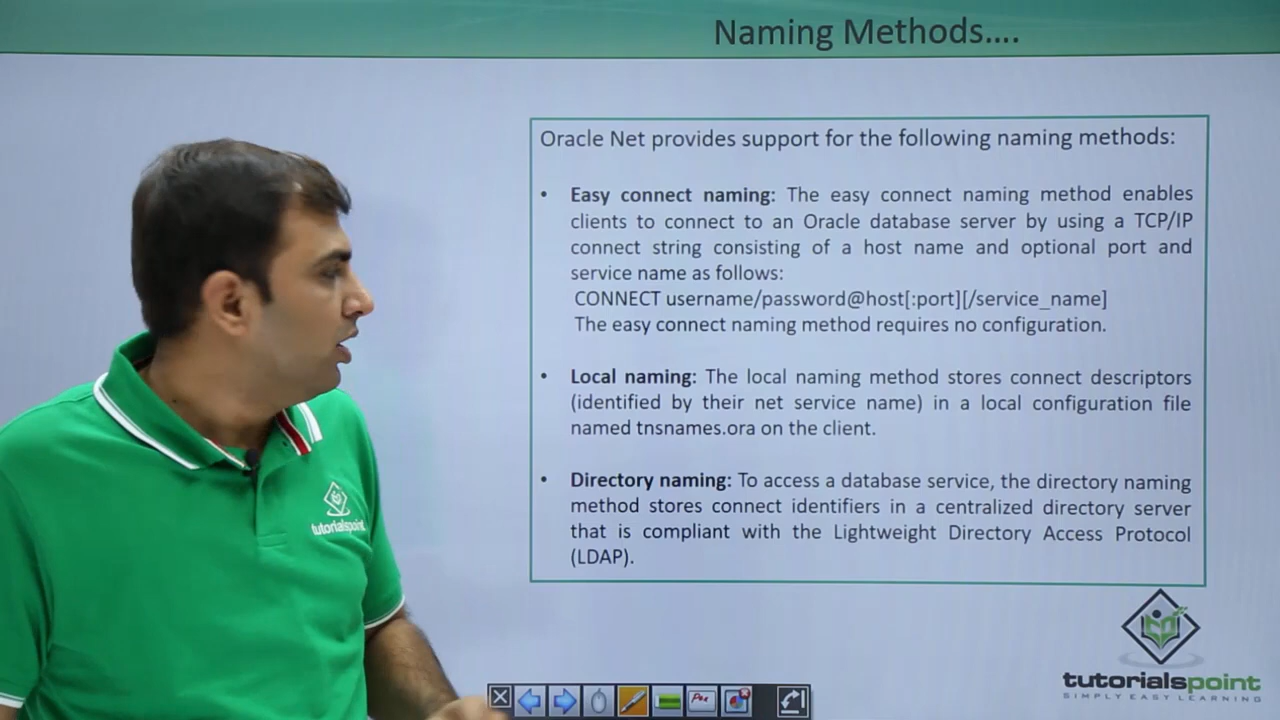 Naming Methods....
Oracle Net provides support for the following naming methods:
• Easy connect naming: The easy connect naming method enables
clients to connect to an Oracle database server by using a TCP/IP
connect string consisting of a host name and optional port and
service name as follows:
CONNECT username/password@host[:port][/service_name]
The easy connect naming method requires no configuration.
• Local naming: The local naming method stores connect descriptors
(identified by their net service name) in a local configuration file
named tnsnames.ora on the client.
• Directory naming: To access a database service, the directory naming
method stores connect identifiers in a centralized directory server
that is compliant with the Lightweight Directory Access Protocol
(LDAP).
tutorialspoint
tutorialspoint
SIMPLY EASY LEARNING